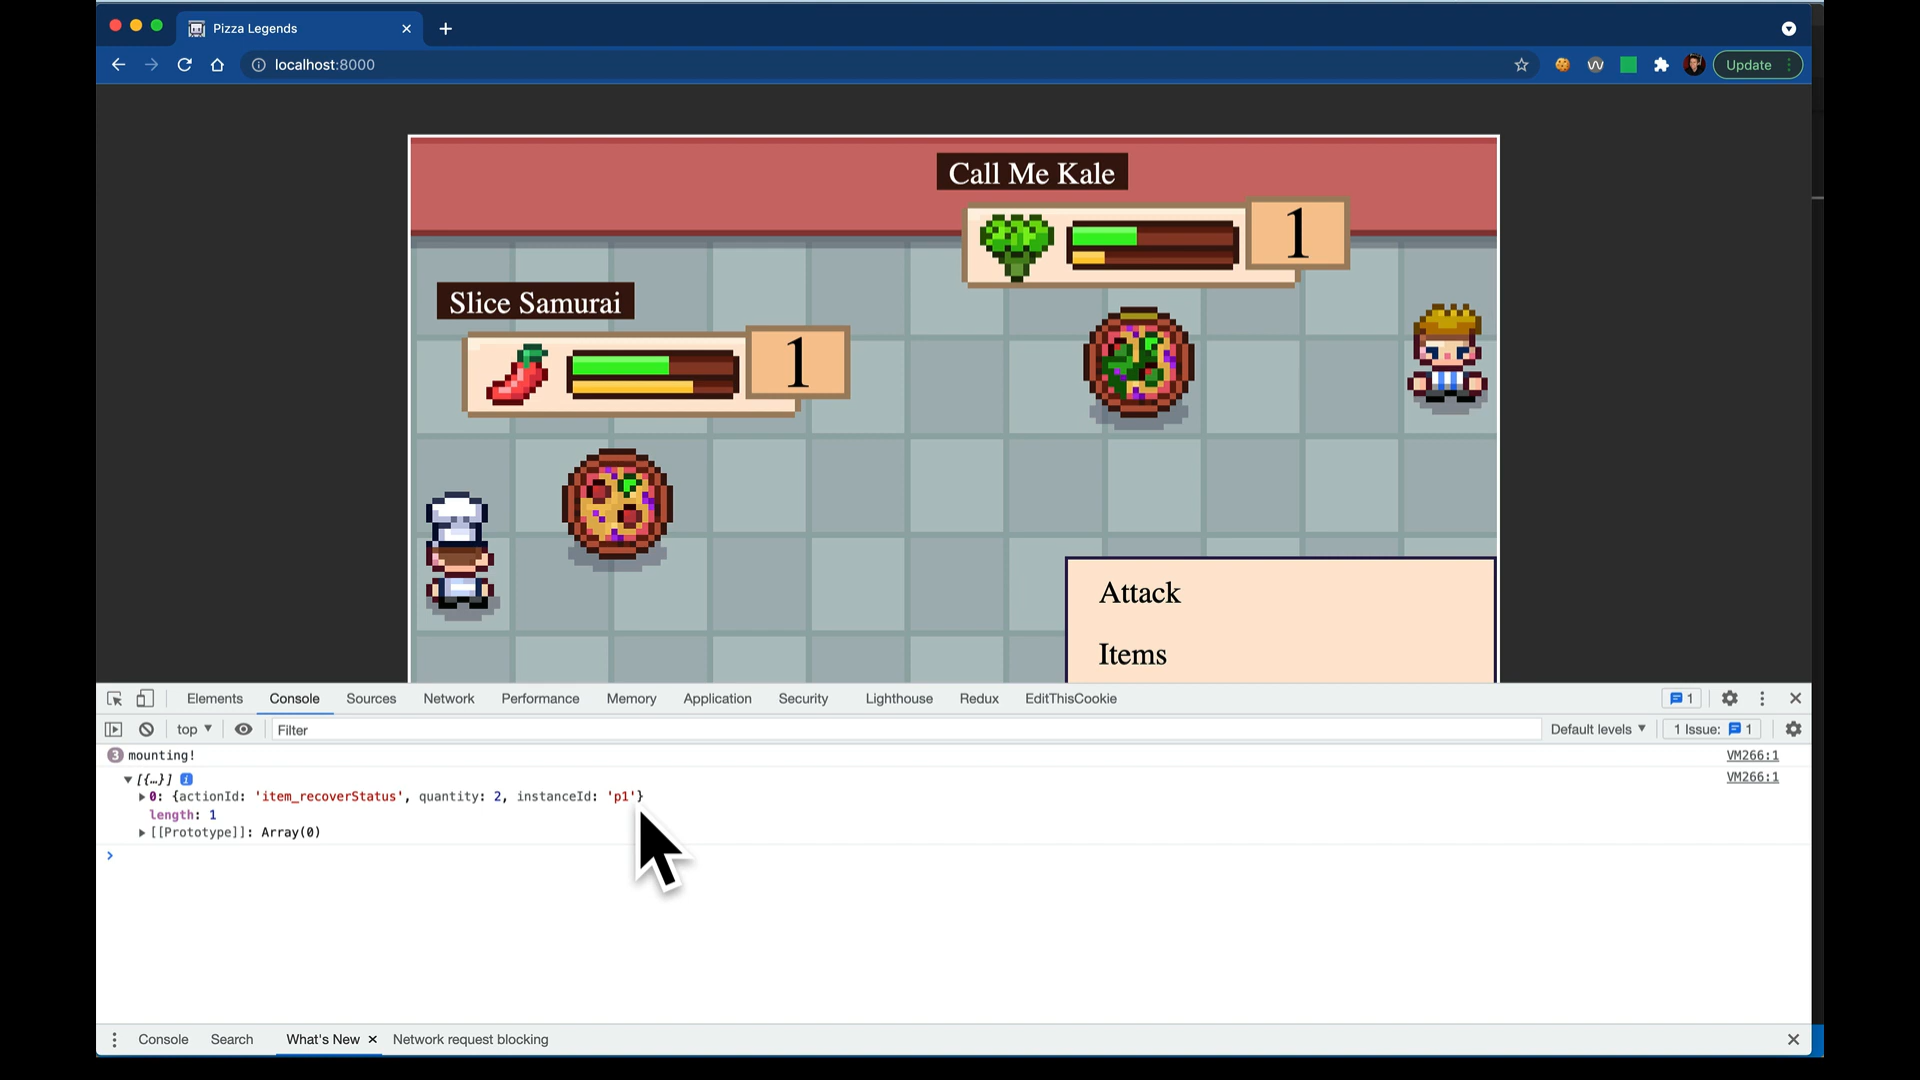 Pizza Legends
localhost:8000
Update
Call Me Kale
1
Slice Samurai
1
Attack
Items
Elements Console Sources Network Performance Memory Application Security Lighthouse Redux EditThisCookie 1
top Filter Default levels 1 Issue: 1
3 mounting! VM266:1
[{…}] i VM266:1
0: {actionId: 'item_recoverStatus', quantity: 2, instanceId: 'p1'}
length: 1
[[Prototype]]: Array(0)
Console Search What's New Network request blocking